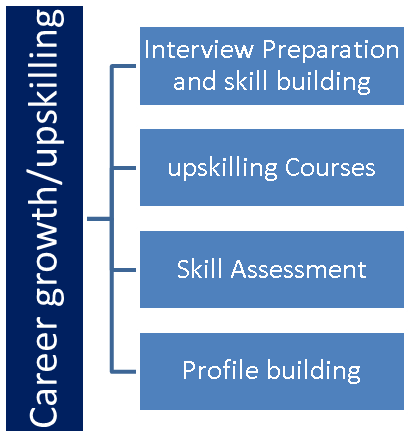 Career growth/upskilling
Interview Preparation
and skill building
upskilling Courses
Skill Assessment
Profile building